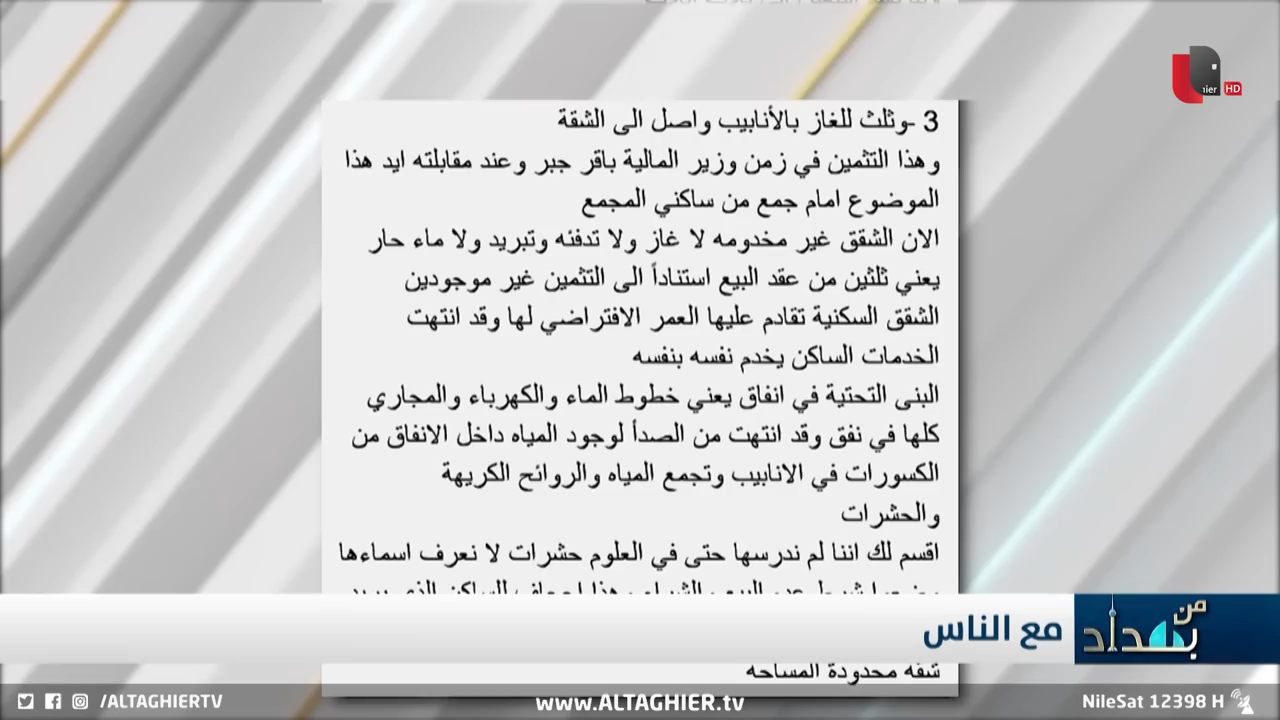 hier HD
3 -وثلث للغاز بالأنابيب واصل الى الشقة
وهذا التثمين في زمن وزير المالية باقر جبر وعند مقابلته ايد هذا
الموضوع امام جمع من ساكني المجمع
الان الشقق غير مخدومه لا غاز ولا تدفئه وتبريد ولا ماء حار
يعني ثلثين من عقد البيع استناداً الى التثمين غير موجودين
الشقق السكنية تقادم عليها العمر الافتراضي لها وقد انتهت
الخدمات الساكن يخدم نفسه بنفسه
البنى التحتية في انفاق يعني خطوط الماء والكهرباء والمجاري
كلها في نفق وقد انتهت من الصدأ لوجود المياه داخل الانفاق من
الكسورات في الانابيب وتجمع المياه والروائح الكريهة
والحشرات
اقسم لك اننا لم ندرسها حتى في العلوم حشرات لا نعرف اسماءها
من بغداد
مع الناس
شقه محدودة المساحه
/ALTAGHIERTV
www.ALTAGHIER.tv
NileSat 12398 H